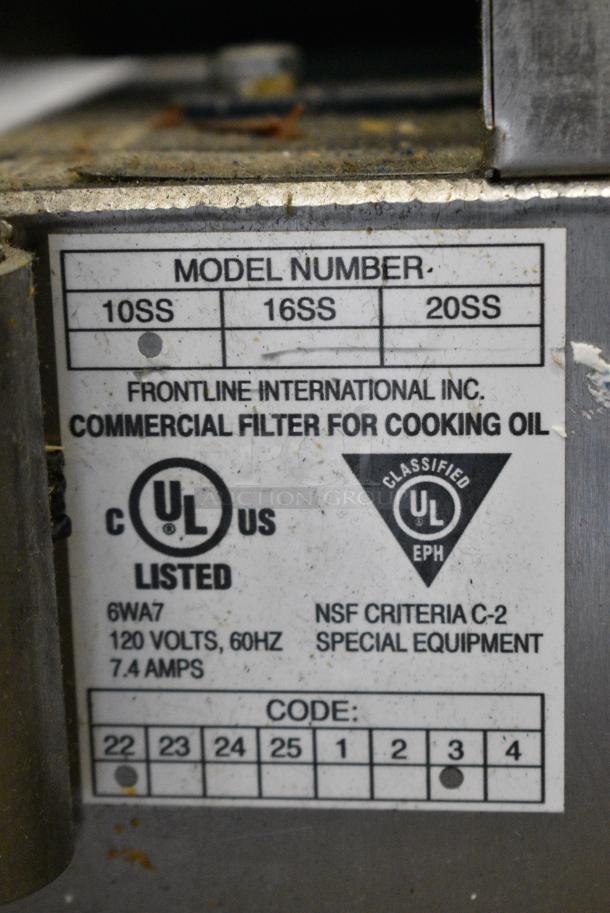 MODEL NUMBER
10SS 16SS 20SS
FRONTLINE INTERNATIONAL INC.
COMMERCIAL FILTER FOR COOKING OIL
CLASSIFIED
C UL ® US
UL ®
EPH
AUCTION GROUP
LISTED
6WA7
NSF CRITERIA C-2
120 VOLTS, 60HZ
SPECIAL EQUIPMENT
7.4 AMPS
CODE:
22 23 24 25 1 2 3 4